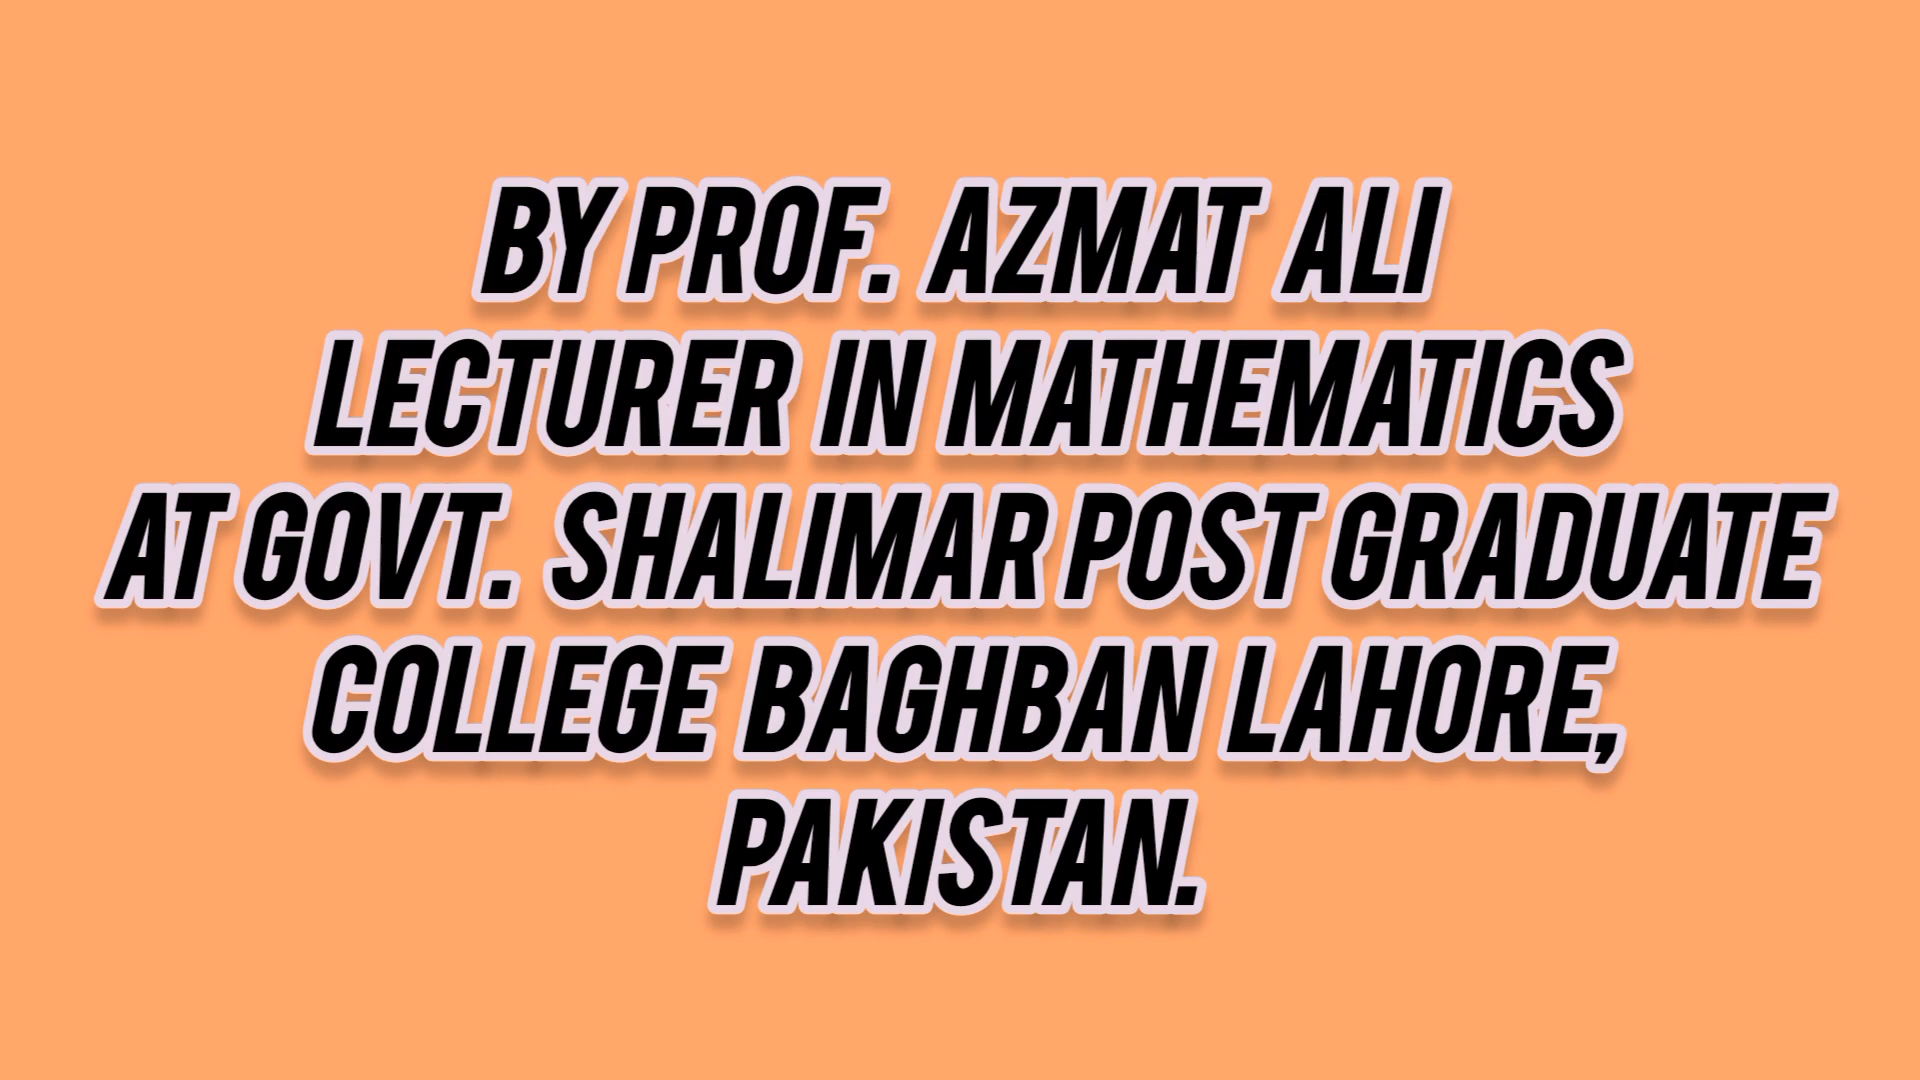 BY PROF. AZMAT ALI
LECTURER IN MATHEMATICS
AT GOVT. SHALIMAR POST GRADUATE
COLLEGE BAGHBAN LAHORE,
PAKISTAN.